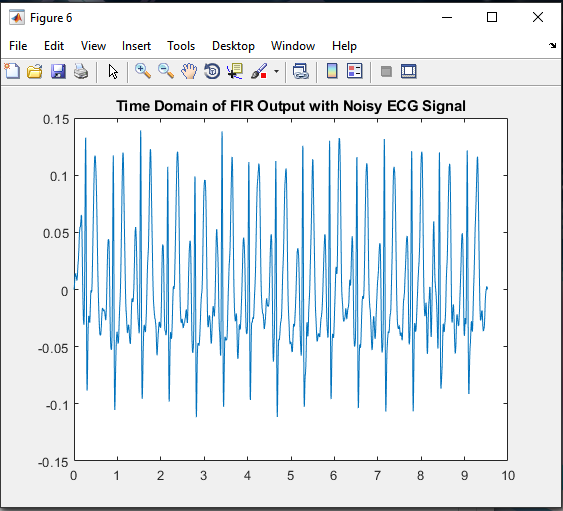 Figure 6
File Edit View Insert Tools Desktop Window Help
Time Domain of FIR Output with Noisy ECG Signal
0.15
0.1
0.05
0
-0.05
-0.1
-0.15
0 1 2 3 4 5 6 7 8 9 10